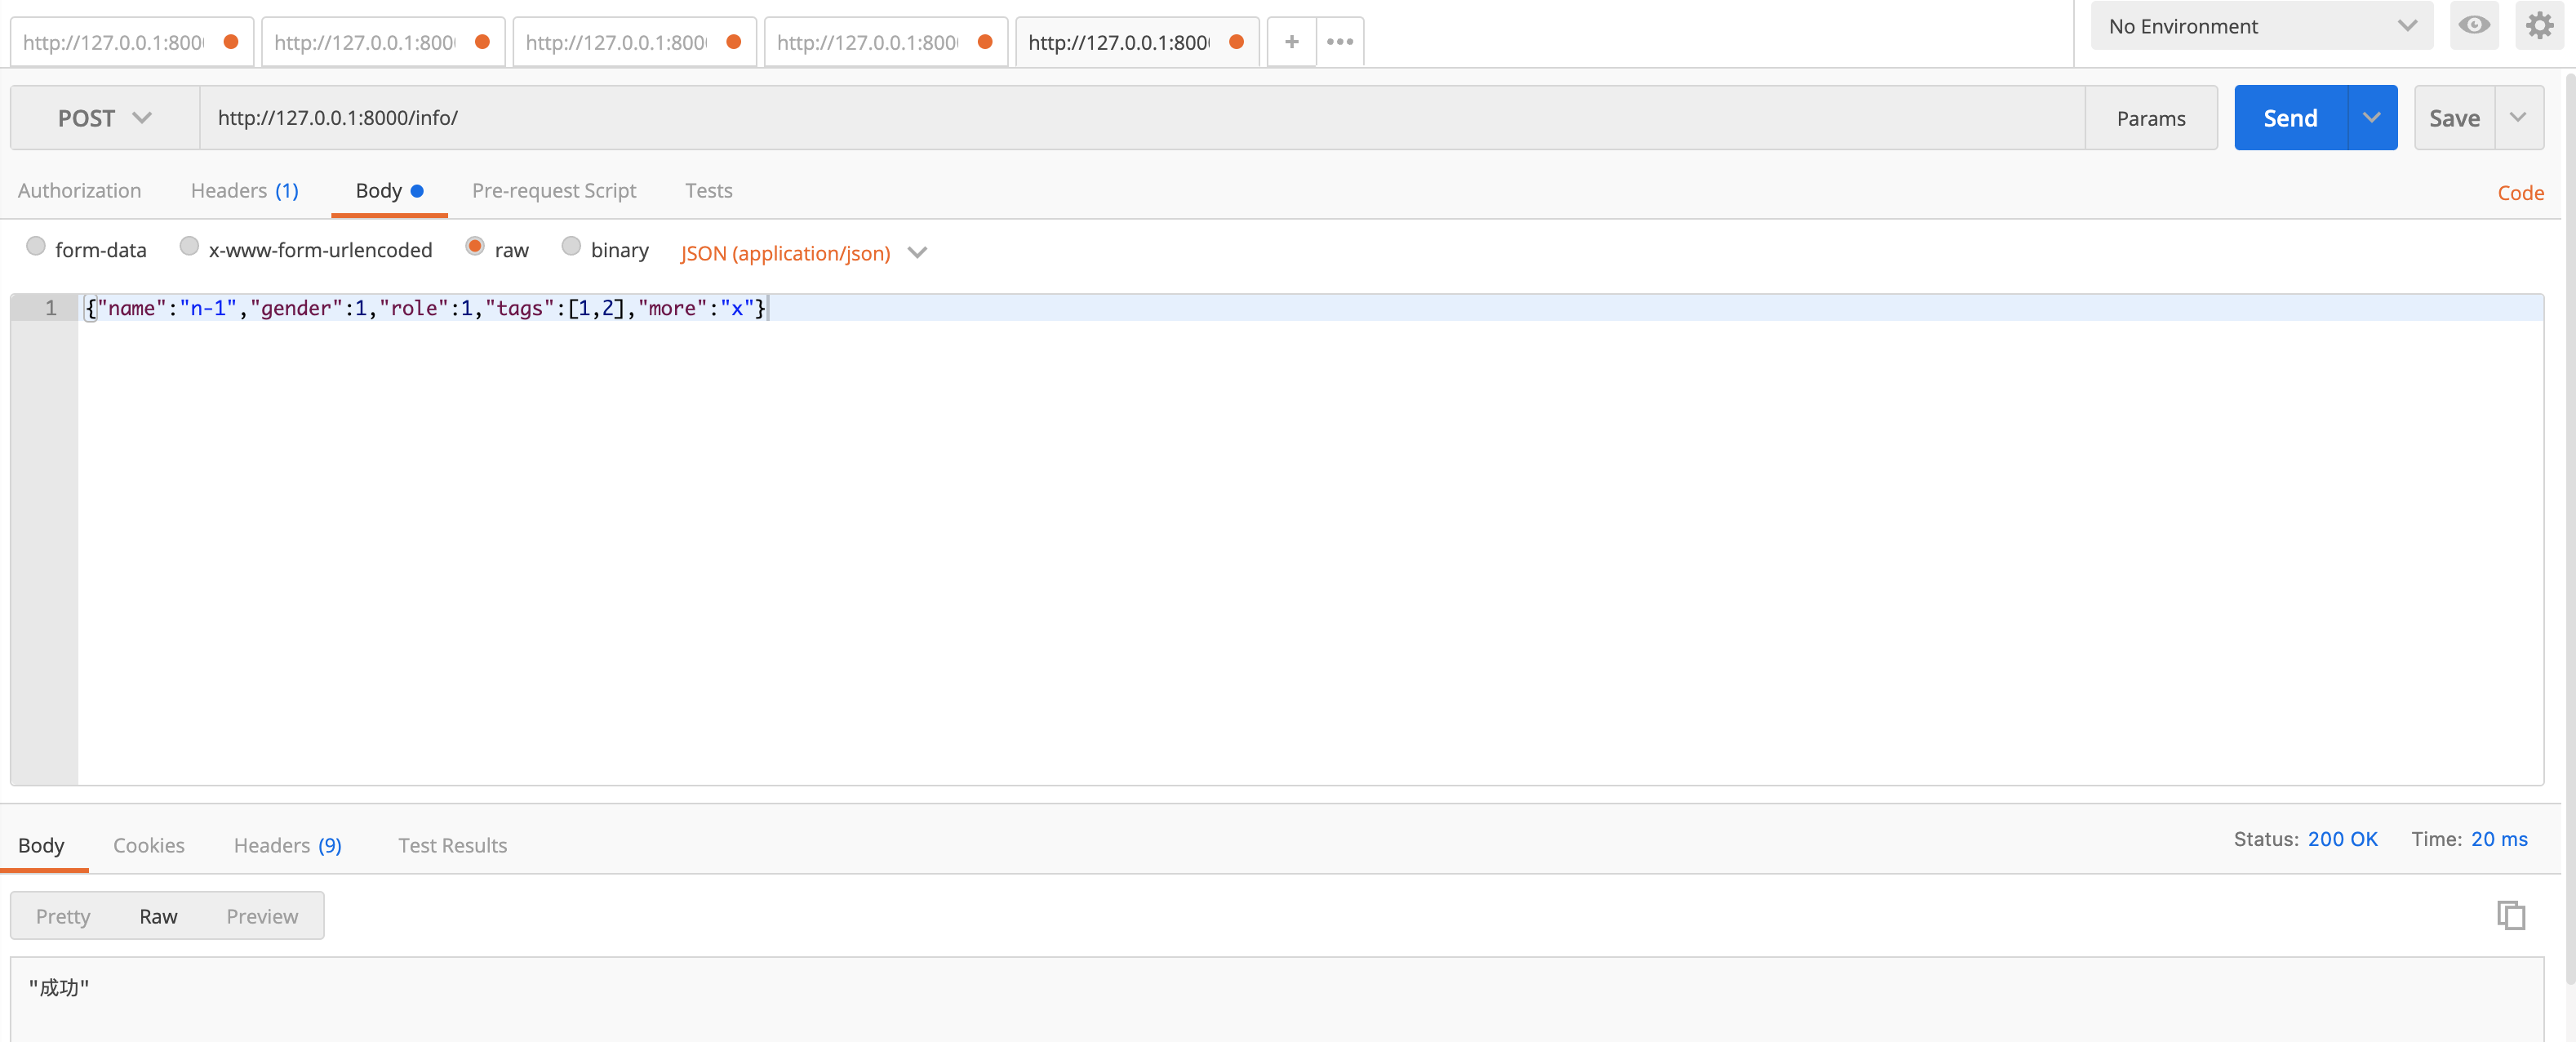 http://127.0.0.1:800 http://127.0.0.1:800 http://127.0.0.1:800 http://127.0.0.1:800 http://127.0.0.1:800 + ••• No Environment
POST http://127.0.0.1:8000/info/ Params Send Save
Authorization Headers (1) Body Pre-request Script Tests Code
form-data x-www-form-urlencoded raw binary JSON (application/json)
1 {"name":"n-1","gender":1,"role":1,"tags":[1,2],"more":"x"}
Body Cookies Headers (9) Test Results Status: 200 OK Time: 20 ms
Pretty Raw Preview
"成功"